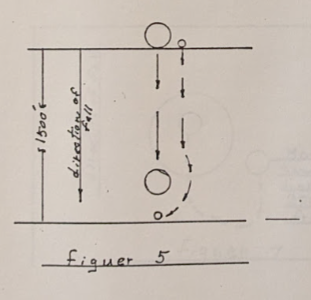 ±1500'
direction of
fall
figuer 5